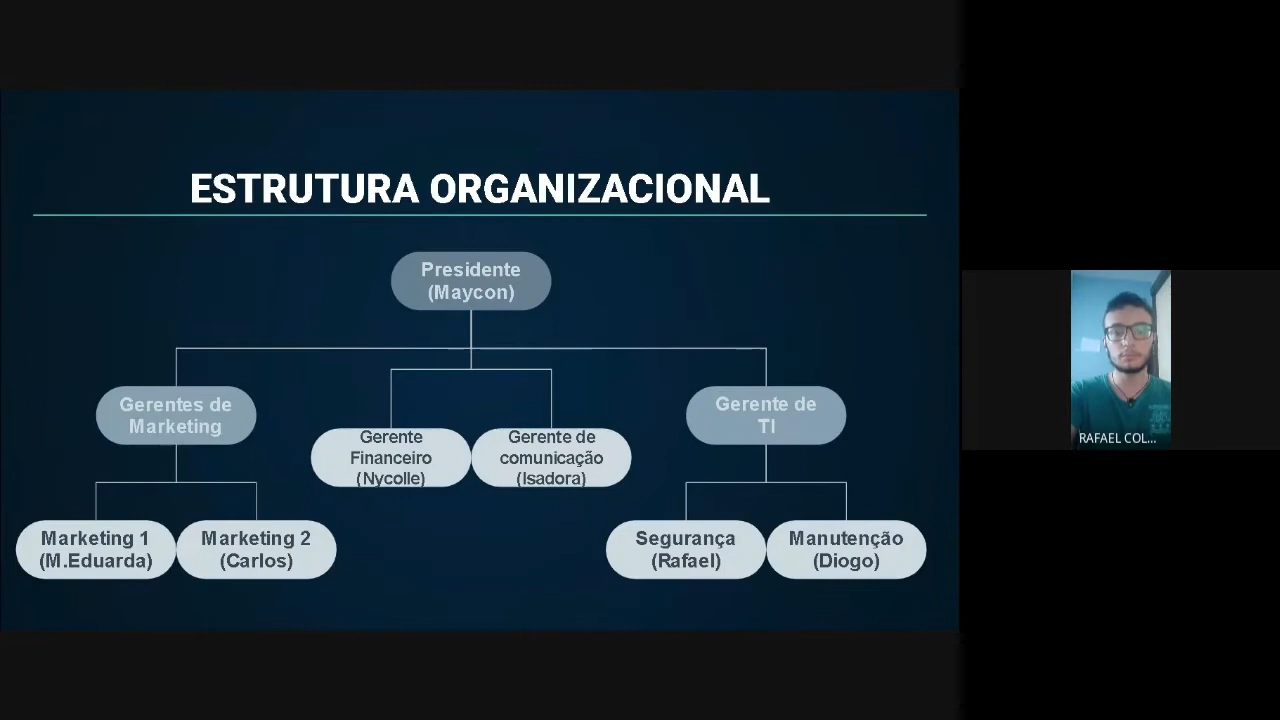 ESTRUTURA ORGANIZACIONAL
Presidente
(Maycon)
Gerentes de
Marketing
Gerente
Financeiro
(Nycolle)
Gerente de
comunicação
(Isadora)
Gerente de
TI
Marketing 1
(M.Eduarda)
Marketing 2
(Carlos)
Segurança
(Rafael)
Manutenção
(Diogo)
RAFAEL COL...